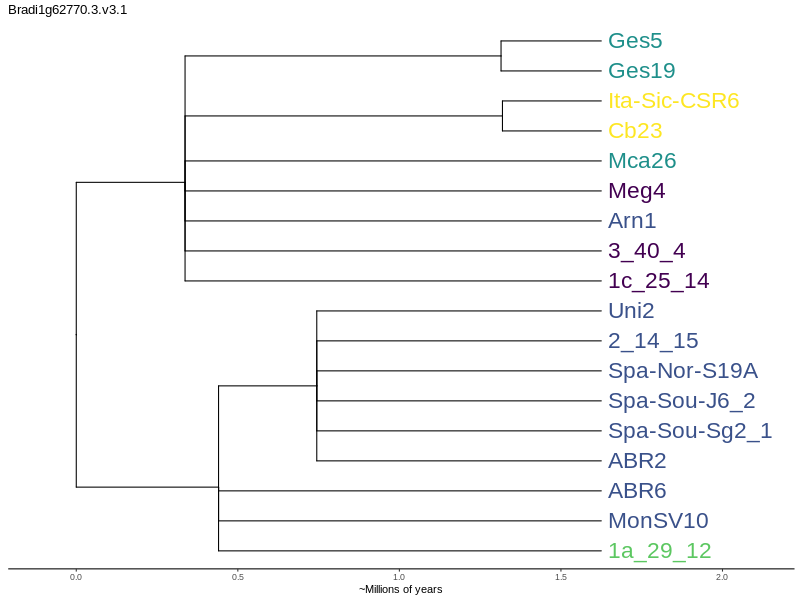 Bradi1g62770.3.v3.1
Ges5
Ges19
Ita-Sic-CSR6
Cb23
Mca26
Meg4
Arn1
3_40_4
1c_25_14
Uni2
2_14_15
Spa-Nor-S19A
Spa-Sou-J6_2
Spa-Sou-Sg2_1
ABR2
ABR6
MonSV10
1a_29_12
0.0 0.5 1.0 1.5 2.0
~Millions of years